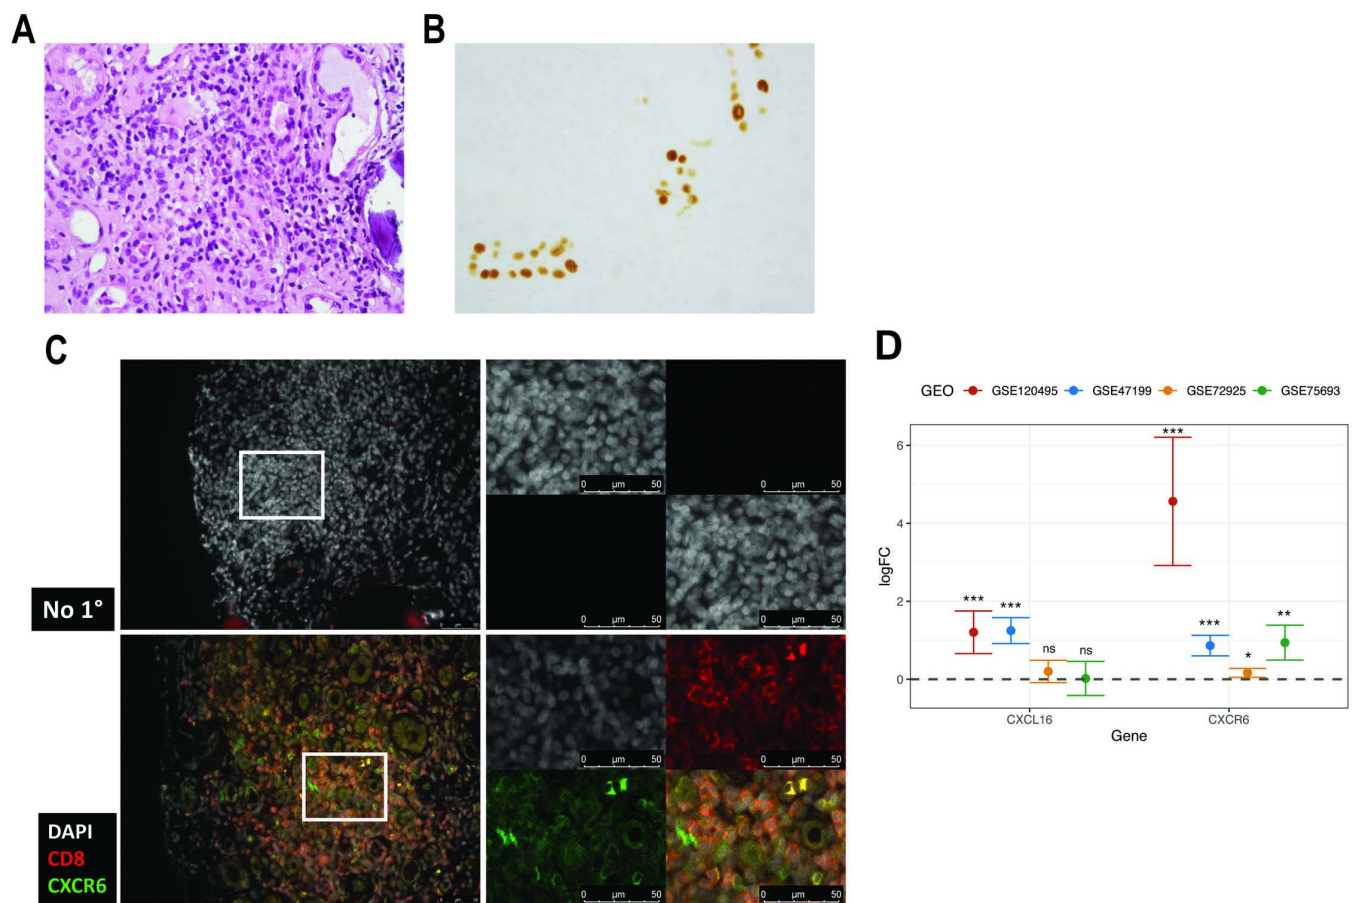 A
B
C
D
GEO GSE120495 GSE47199 GSE72925 GSE75693
No 1°
DAPI
CD8
CXCR6
0 µm 50
0 µm 50
0 µm 50
0 µm 50
0 µm 50
0 µm 50
0 µm 50
0 µm 50
logFC
6
4
2
0
***
***
ns
ns
***
***
*
**
CXCL16
CXCR6
Gene